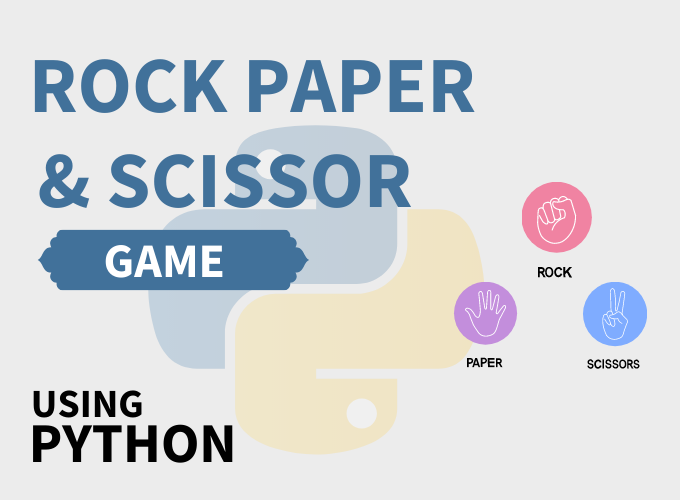 ROCK PAPER
& SCISSOR
GAME
ROCK
PAPER
SCISSORS
USING
PYTHON